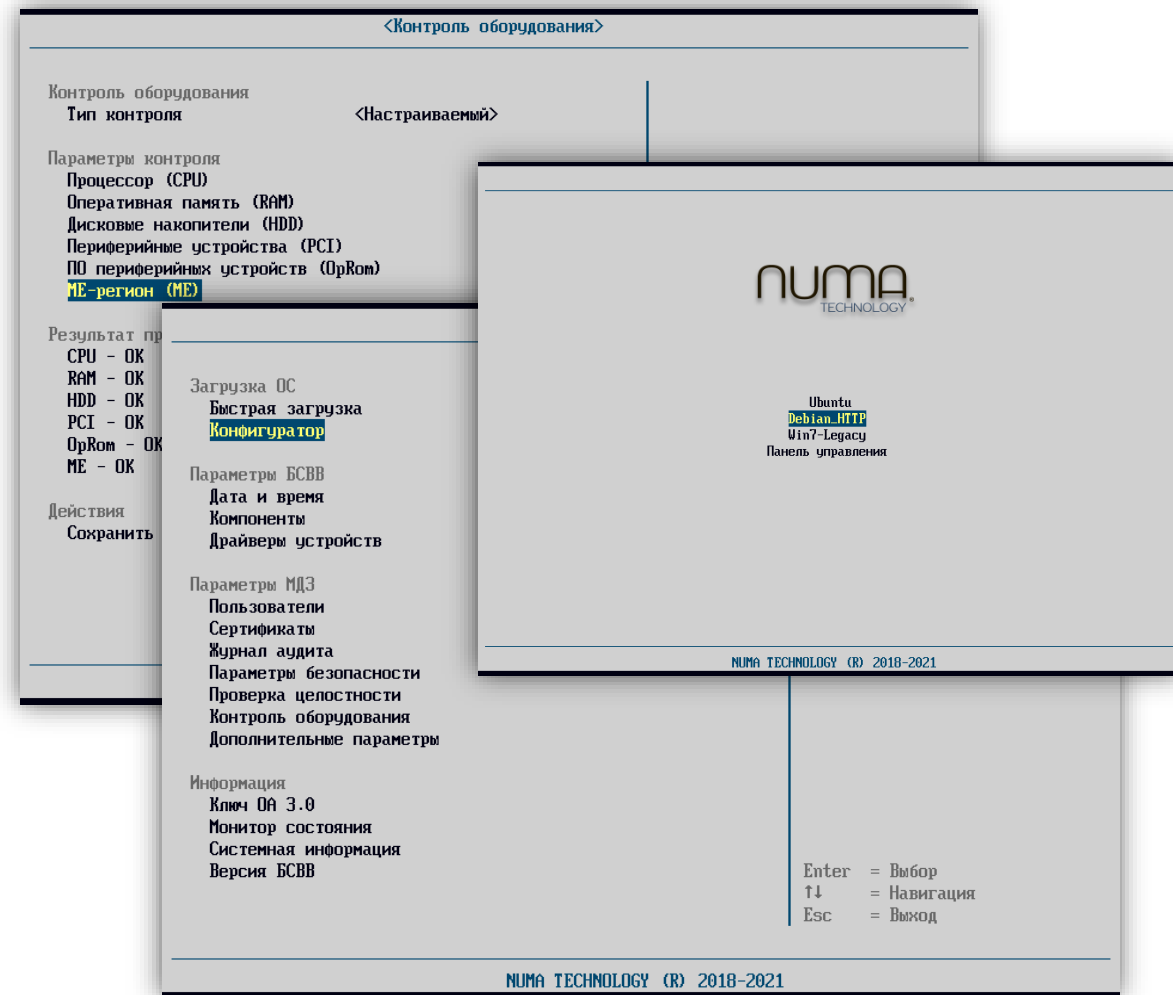 <Контроль оборудования>
Контроль оборудования
Тип контроля <Настраиваемый>
Параметры контроля
Процессор (CPU)
Оперативная память (RAM)
Дисковые накопители (HDD)
Периферийные устройства (PCI)
ПО периферийных устройств (OpRom)
МЕ-регион (МЕ)
Результат
CPU - OK
RAM - OK
HDD - OK
PCI - OK
OpRom - OK
ME - OK
Действия
Сохранить
Загрузка ОС
Быстрая загрузка
Конфигуратор
Параметры БСВВ
Дата и время
Компоненты
Драйверы устройств
Параметры МДЗ
Пользователи
Сертификаты
Журнал аудита
Параметры безопасности
Проверка целостности
Контроль оборудования
Дополнительные параметры
Информация
Ключ ОА 3.0
Монитор состояния
Системная информация
Версия БСВВ
Enter = Выбор
↑↓ = Навигация
Esc = Выход
NUMA TECHNOLOGY (R) 2018-2021
numa
TECHNOLOGY
Ubuntu
Debian_HTTP
Win7-Legacy
Панель управления
NUMA TECHNOLOGY (R) 2018-2021